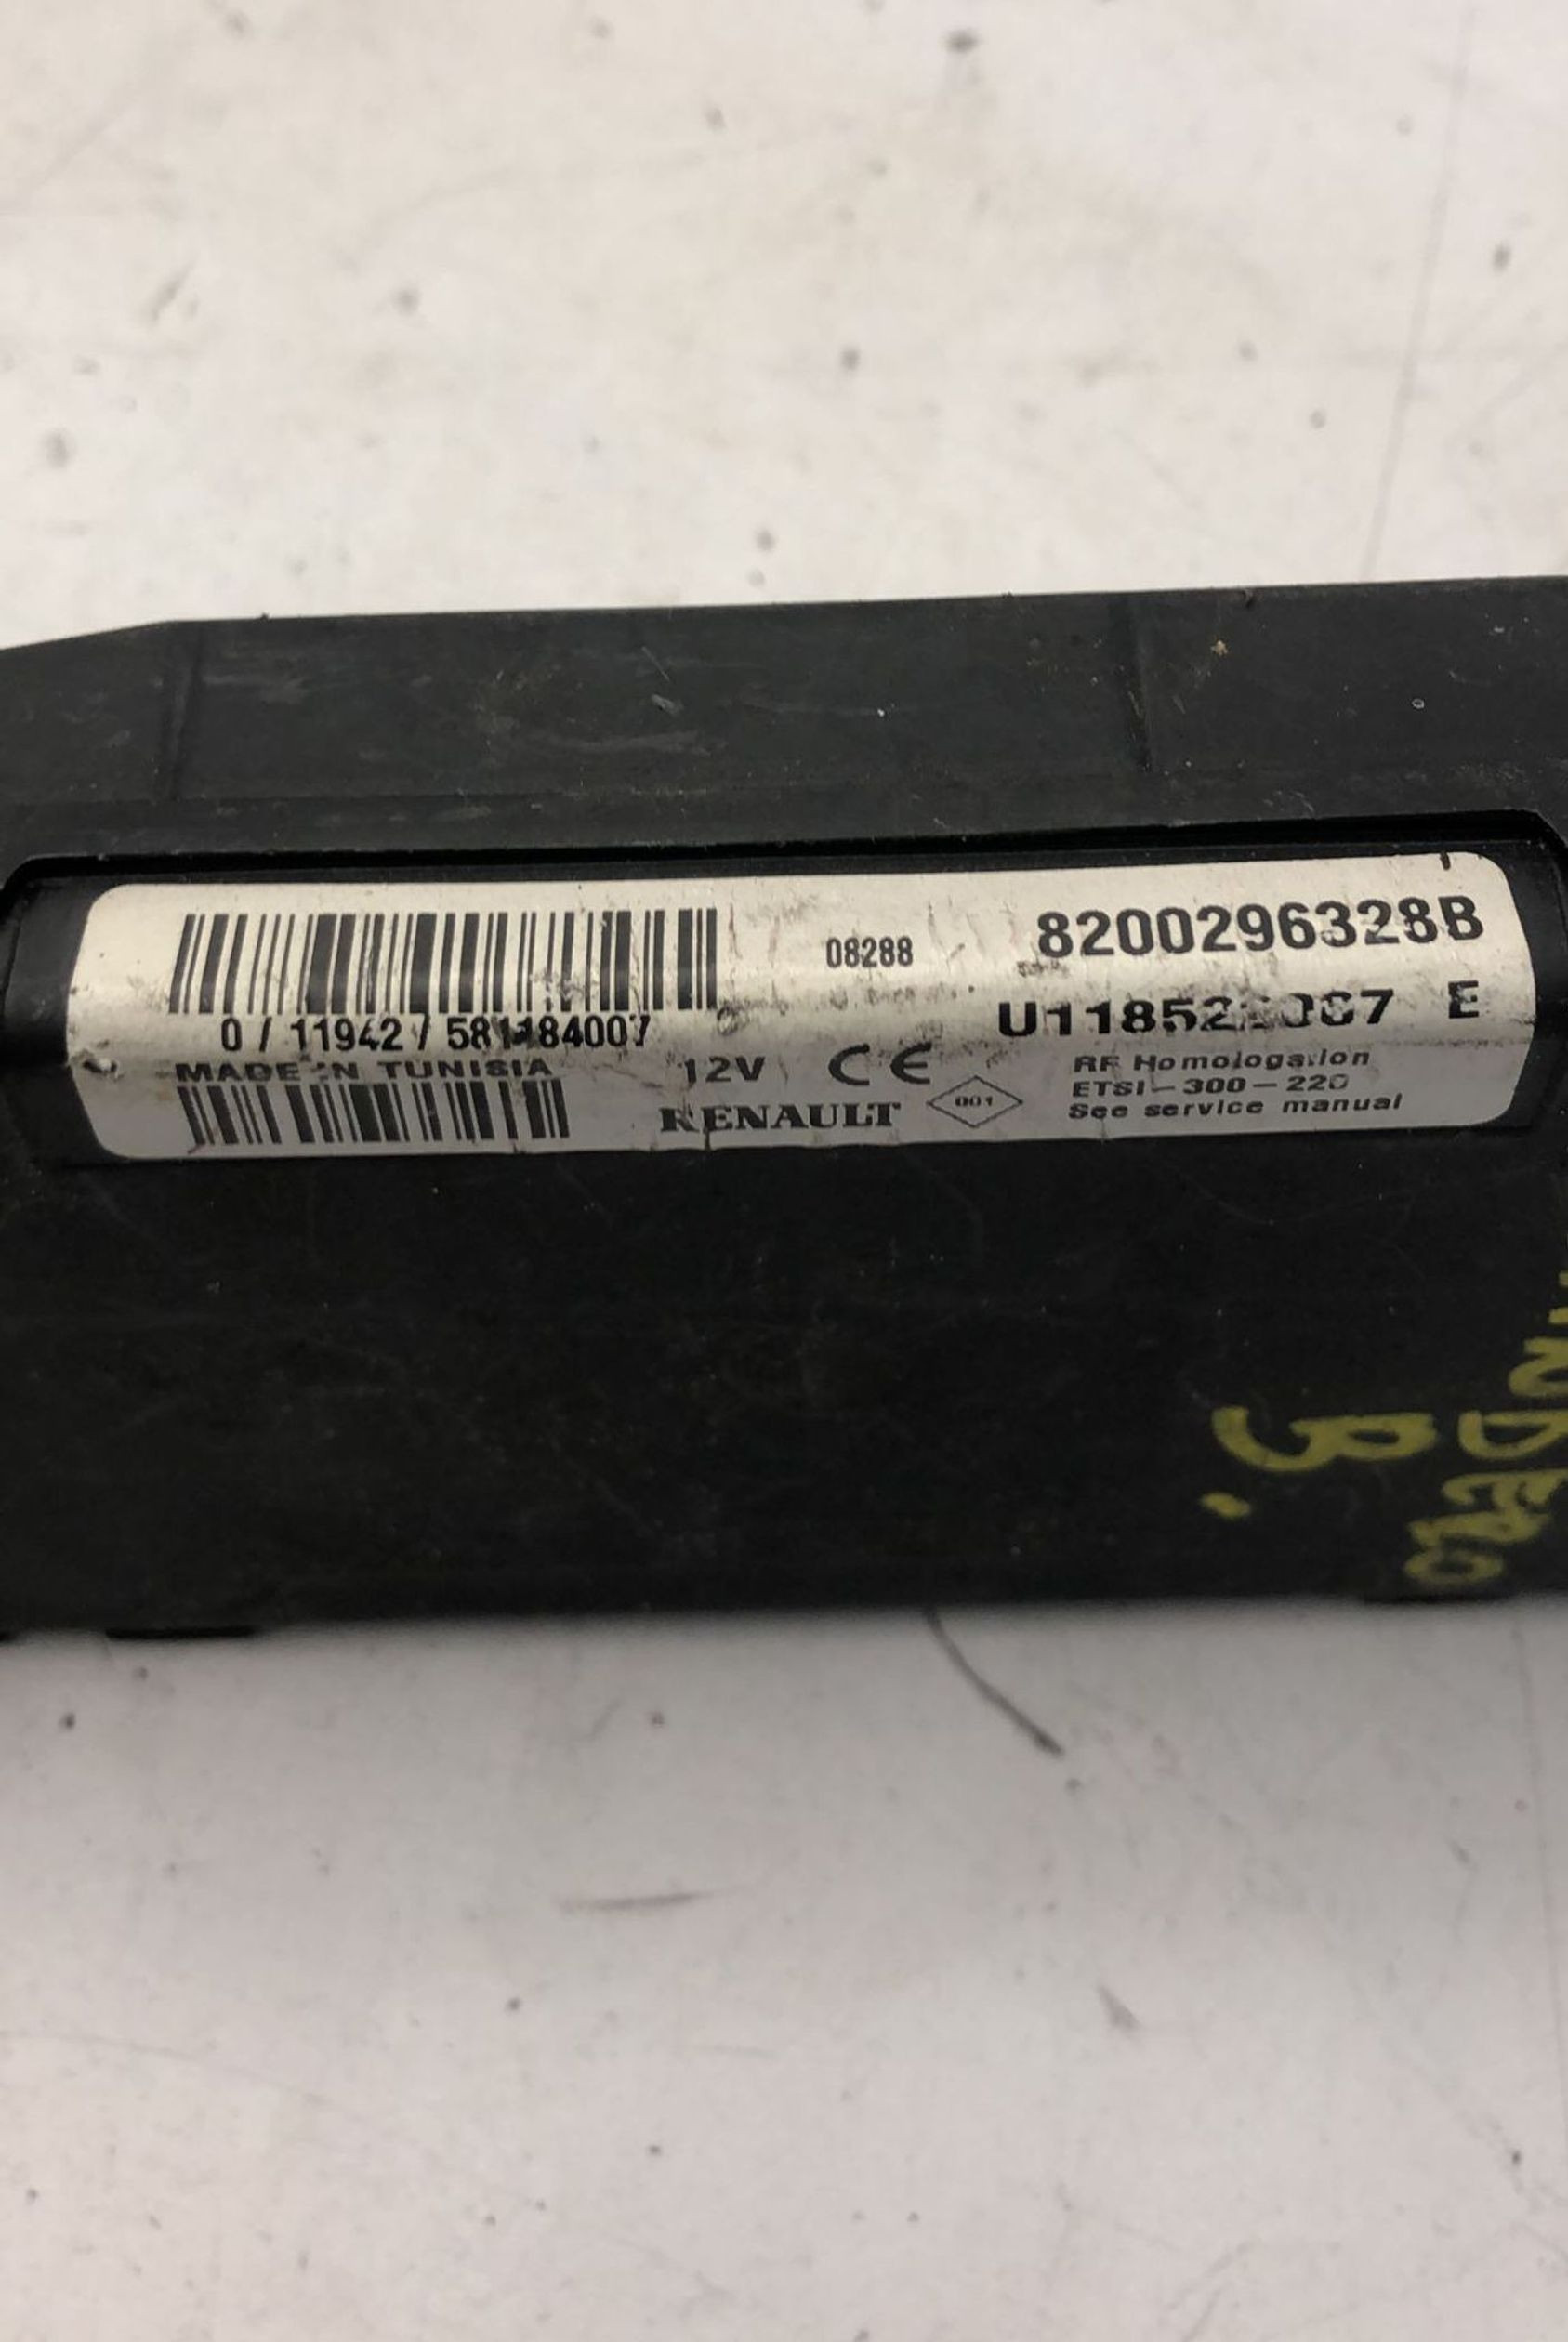 08288
8200296328B
E
0 / 11942 / 581184007
MADE IN TUNISIA
12V CE
RENAULT
001
RF Homologation
ETSI-300-220
See service manual